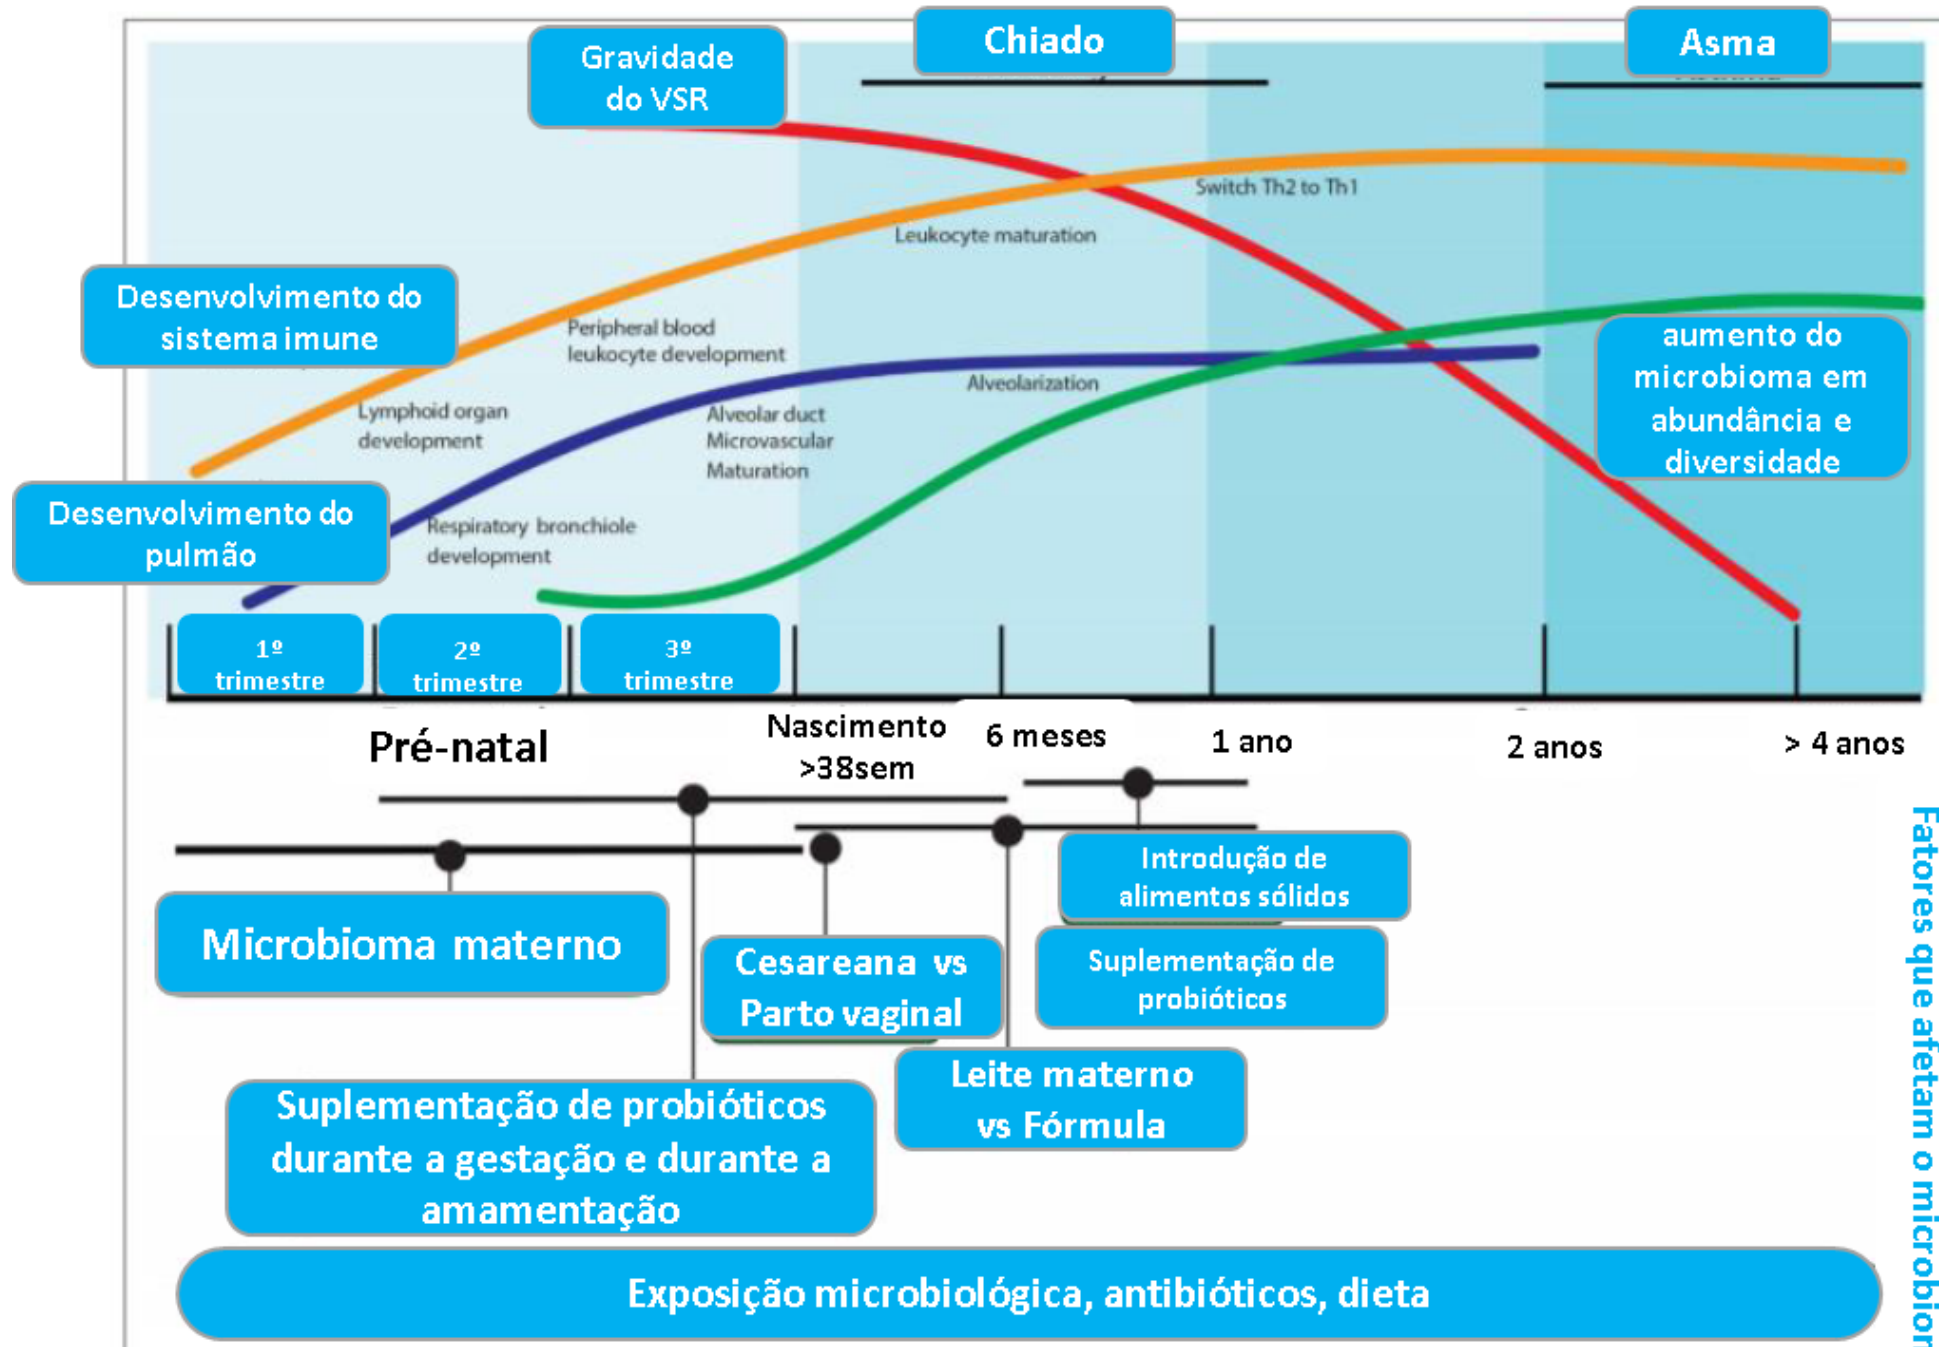 Chiado
Asma
Gravidade
do VSR
Switch Th2 to Th1
Leukocyte maturation
Desenvolvimento do
sistema imune
Peripheral blood
leukocyte development
aumento do
microbioma em
abundância e
diversidade
Alveolarization
Lymphoid organ
development
Alveolar duct
Microvascular
Maturation
Desenvolvimento do
pulmão
Respiratory bronchiole
development
1º
trimestre
2º
trimestre
3º
trimestre
Pré-natal
Nascimento
>38sem
6 meses
1 ano
2 anos
> 4 anos
Introdução de
alimentos sólidos
Microbioma materno
Cesareana vs
Parto vaginal
Suplementação de
probióticos
Leite materno
vs Fórmula
Suplementação de probióticos
durante a gestação e durante a
amamentação
Exposição microbiológica, antibióticos, dieta
Fatores que afetam o